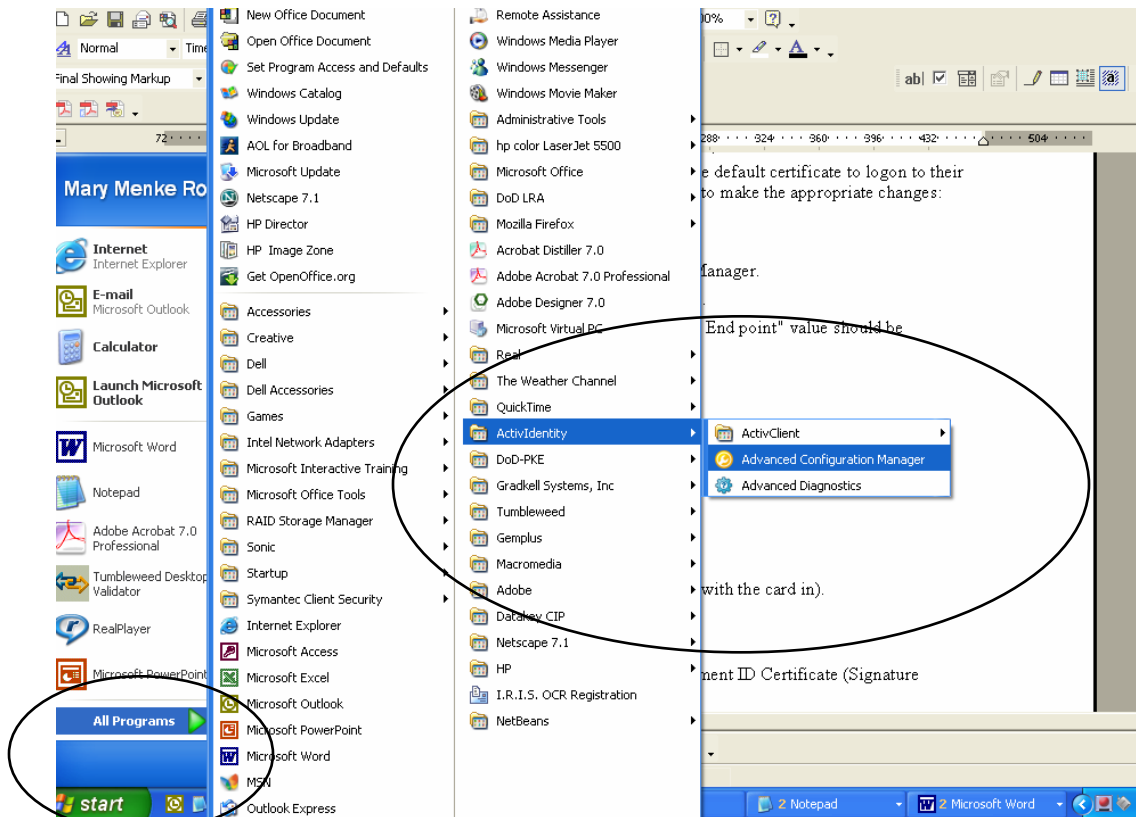 New Office Document
Open Office Document
Set Program Access and Defaults
Windows Catalog
Windows Update
AOL for Broadband
Microsoft Update
Netscape 7.1
HP Director
HP Image Zone
Get OpenOffice.org
Accessories
Creative
Dell
Dell Accessories
Games
Intel Network Adapters
Microsoft Interactive Training
Microsoft Office Tools
RAID Storage Manager
Sonic
Startup
Symantec Client Security
Internet Explorer
Microsoft Access
Microsoft Excel
Microsoft Outlook
Microsoft PowerPoint
Microsoft Word
MSN
Outlook Express
Remote Assistance
Windows Media Player
Windows Messenger
Windows Movie Maker
Administrative Tools
hp color LaserJet 5500
Microsoft Office
DoD LRA
Mozilla Firefox
Acrobat Distiller 7.0
Adobe Acrobat 7.0 Professional
Adobe Designer 7.0
Microsoft Virtual PC
Real
The Weather Channel
QuickTime
ActivIdentity
DoD-PKE
Gradkell Systems, Inc
Tumbleweed
Gemplus
Macromedia
Adobe
Datakey CIP
Netscape 7.1
HP
I.R.I.S. OCR Registration
NetBeans
ActivClient
Advanced Configuration Manager
Advanced Diagnostics
Normal
Time
Final Showing Markup
72
Mary Menke Ro
Internet
Internet Explorer
E-mail
Microsoft Outlook
Calculator
Launch Microsoft
Outlook
Microsoft Word
Notepad
Adobe Acrobat 7.0
Professional
Tumbleweed Desktop
Validator
RealPlayer
Microsoft PowerPoint
All Programs
start
00%
ab|
288 324 360 396 432 504
e default certificate to logon to their
to make the appropriate changes:
Manager.
End point" value should be
with the card in).
ment ID Certificate (Signature
2 Notepad
2 Microsoft Word